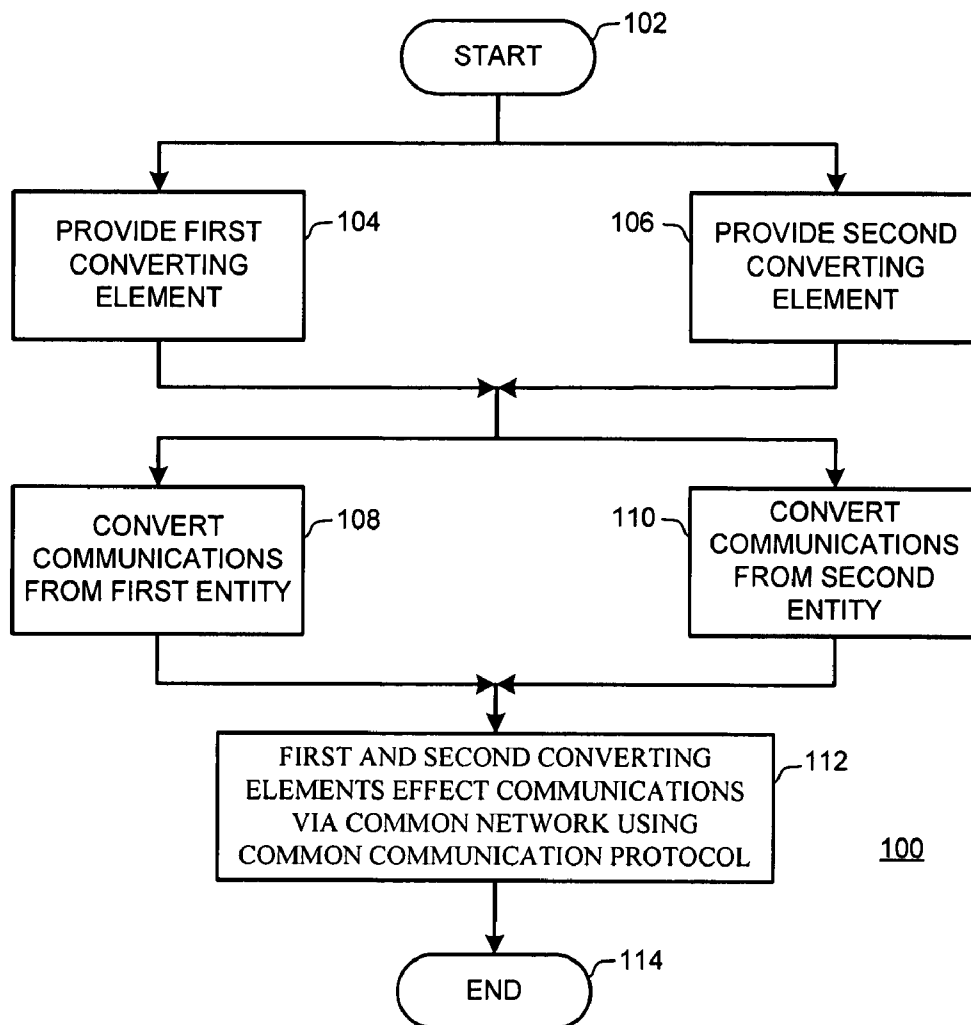 START
102
PROVIDE FIRST
CONVERTING
ELEMENT
104
106
PROVIDE SECOND
CONVERTING
ELEMENT
CONVERT
COMMUNICATIONS
FROM FIRST ENTITY
108
110
CONVERT
COMMUNICATIONS
FROM SECOND
ENTITY
FIRST AND SECOND CONVERTING
ELEMENTS EFFECT COMMUNICATIONS
VIA COMMON NETWORK USING
COMMON COMMUNICATION PROTOCOL
112
100
END
114